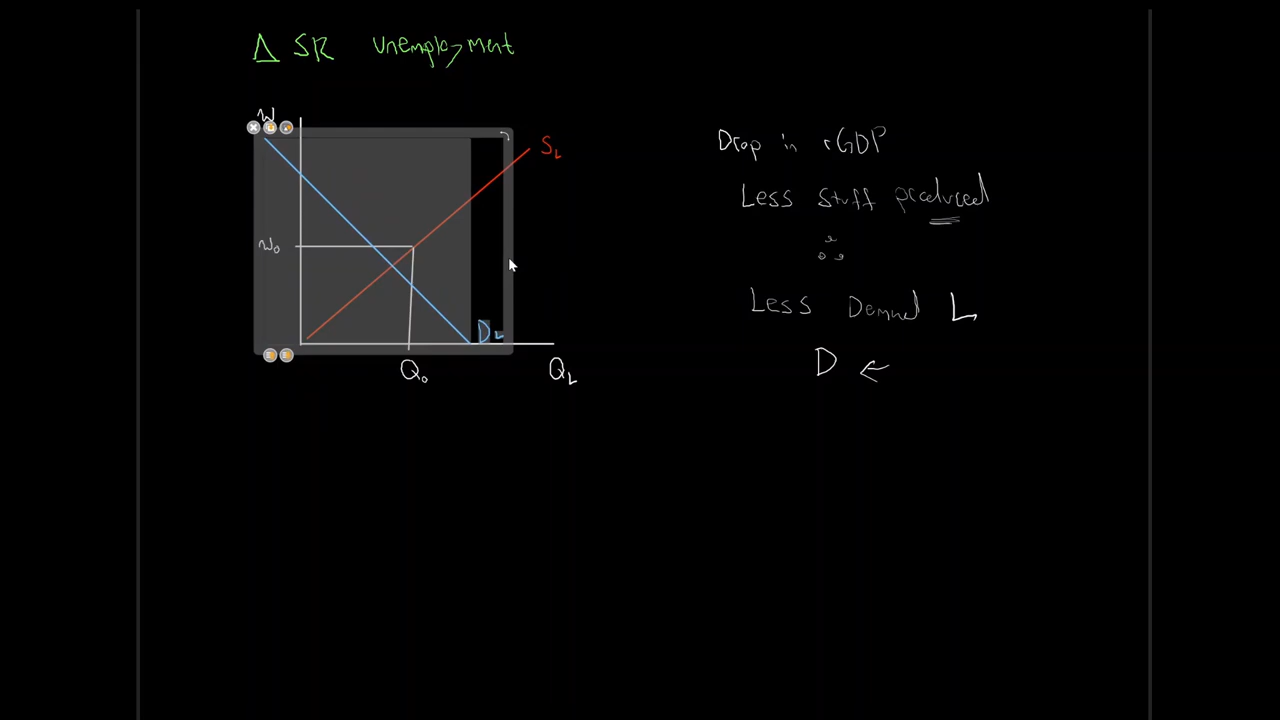 Δ SR unemployment
W
S_L
W₀
D_L
Q₀
Q_L
Drop in rGDP
Less stuff produced
∴
Less Demand L
D ←